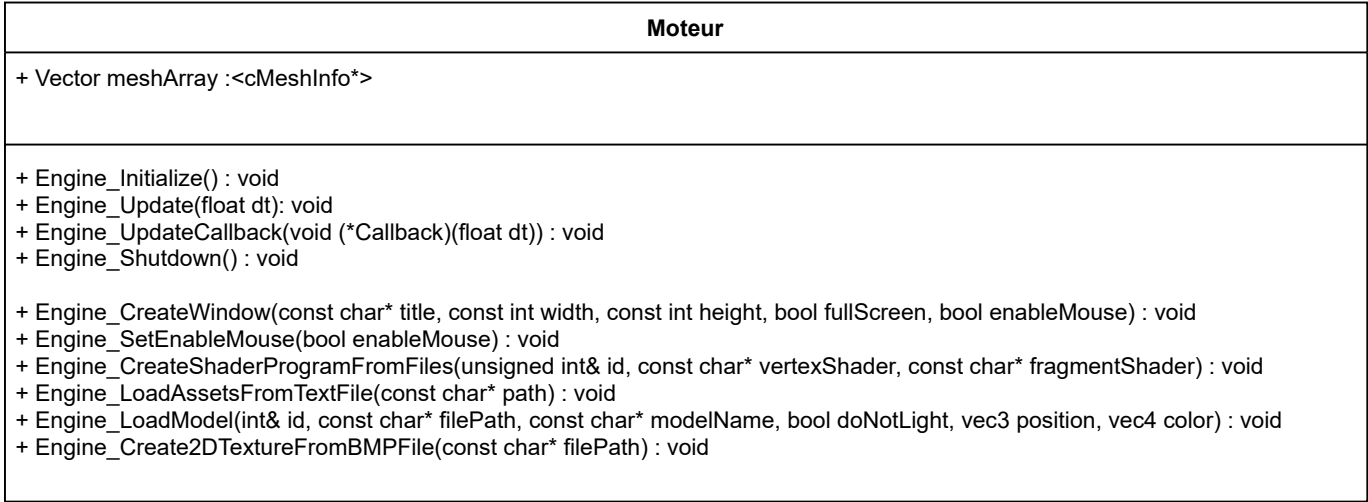 Moteur
+ Vector meshArray :<cMeshInfo*>
+ Engine_Initialize() : void
+ Engine_Update(float dt): void
+ Engine_UpdateCallback(void (*Callback)(float dt)) : void
+ Engine_Shutdown() : void
+ Engine_CreateWindow(const char* title, const int width, const int height, bool fullScreen, bool enableMouse) : void
+ Engine_SetEnableMouse(bool enableMouse) : void
+ Engine_CreateShaderProgramFromFiles(unsigned int& id, const char* vertexShader, const char* fragmentShader) : void
+ Engine_LoadAssetsFromTextFile(const char* path) : void
+ Engine_LoadModel(int& id, const char* filePath, const char* modelName, bool doNotLight, vec3 position, vec4 color) : void
+ Engine_Create2DTextureFromBMPFile(const char* filePath) : void